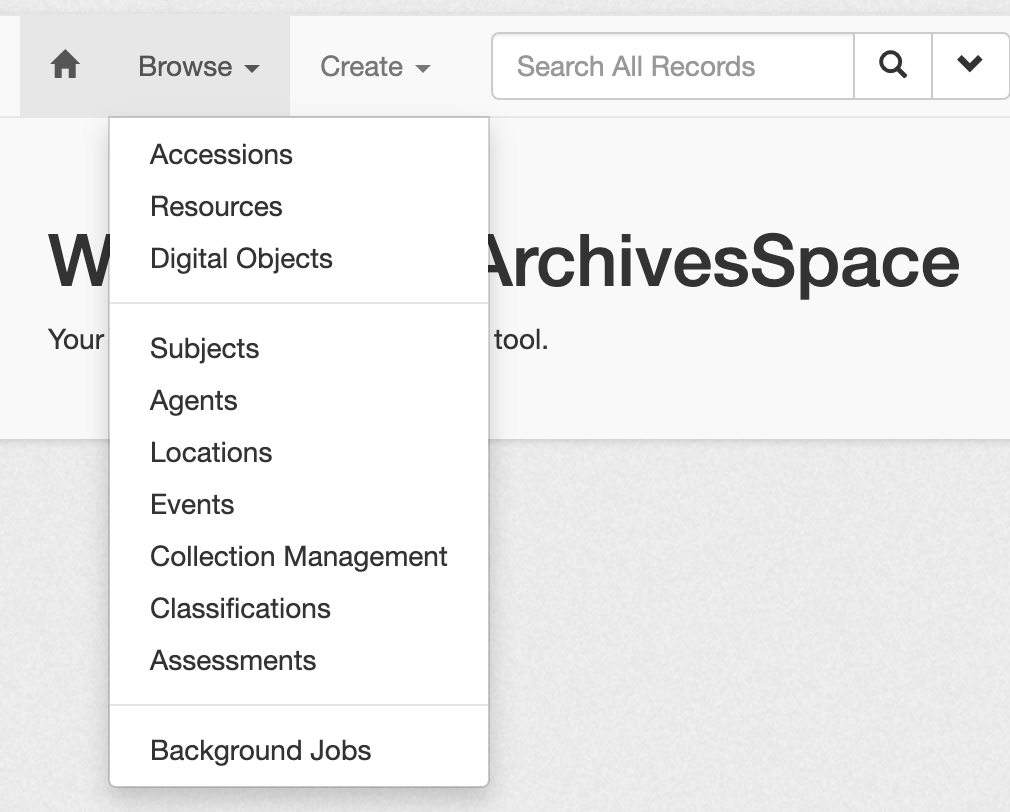 Browse Create Search All Records
Accessions
Resources
Digital Objects
ArchivesSpace
Your tool.
Subjects
Agents
Locations
Events
Collection Management
Classifications
Assessments
Background Jobs